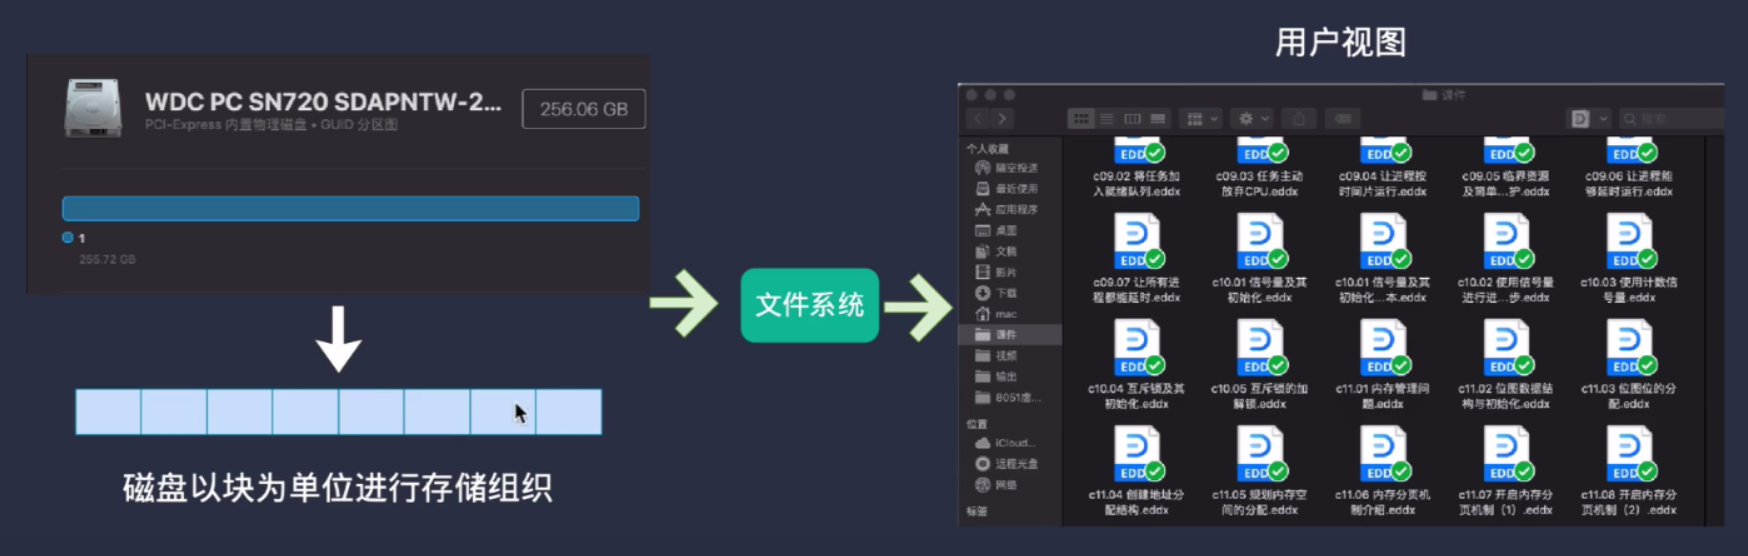 用户视图
WDC PC SN720 SDAPNTW-2...
256.06 GB
PCI-Express 内置物理磁盘 • GUID 分区图
1
255.72 GB
磁盘以块为单位进行存储组织
文件系统
课件
搜索
个人收藏
隔空投送
最近使用
应用程序
桌面
文稿
影片
下载
mac
课件
视频
输出
8051虚...
位置
iCloud...
远程光盘
网络
标签
EDD
EDD
EDD
EDD
EDD
c09.02 将任务加
入就绪队列.eddx
c09.03 任务主动
放弃CPU.eddx
c09.04 让进程按
时间片运行.eddx
c09.05 临界资源
及简单...护.eddx
c09.06 让进程能
够延时运行.eddx
EDD
EDD
EDD
EDD
EDD
c09.07 让所有进
程都能延时.eddx
c10.01 信号量及其
初始化.eddx
c10.01 信号量及其
初始化...本.eddx
c10.02 使用信号量
进行进...步.eddx
c10.03 使用计数信
号量.eddx
EDD
EDD
EDD
EDD
EDD
c10.04 互斥锁及其
初始化.eddx
c10.05 互斥锁的加
解锁.eddx
c11.01 内存管理问
题.eddx
c11.02 位图数据结
构与初始化.eddx
c11.03 位图位的分
配.eddx
EDD
EDD
EDD
EDD
EDD
c11.04 创建地址分
配结构.eddx
c11.05 规划内存空
间的分配.eddx
c11.06 内存分页机
制介绍.eddx
c11.07 开启内存分
页机制（1）.eddx
c11.08 开启内存分
页机制（2）.eddx